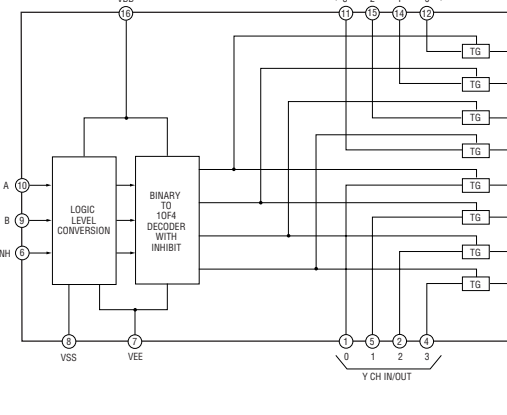 16
11 15 14 12
TG
TG
TG
TG
A 10
TG
B 9
TG
NH 6
TG
TG
LOGIC
LEVEL
CONVERSION
BINARY
TO
1OF4
DECODER
WITH
INHIBIT
8 7 1 5 2 4
VSS VEE 0 1 2 3
Y CH IN/OUT